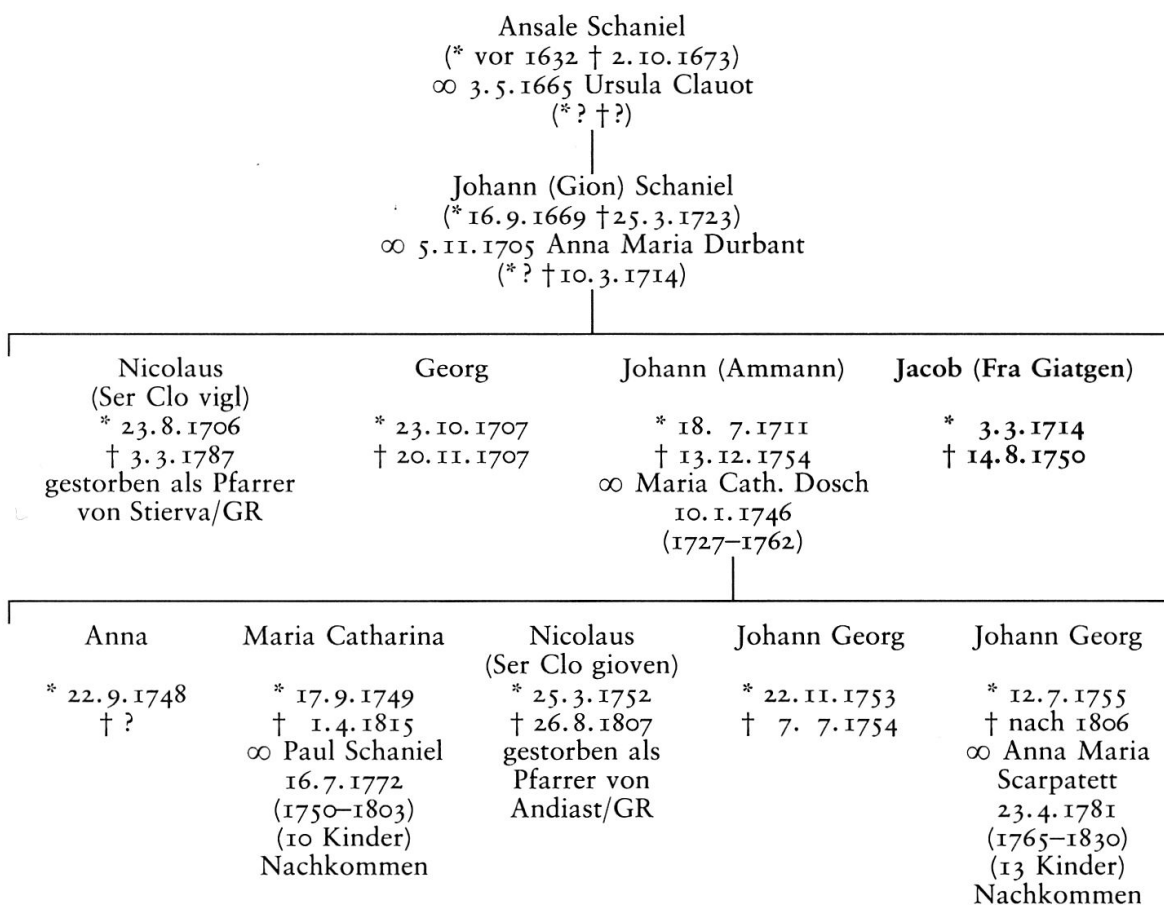 Ansale Schaniel
(* vor 1632 † 2.10.1673)
∞ 3.5.1665 Ursula Clauot
(*? †?)
Johann (Gion) Schaniel
(*16.9.1669 †25.3.1723)
∞ 5.11.1705 Anna Maria Durbant
(*? †10.3.1714)
Nicolaus
(Ser Clo vigl)
* 23.8.1706
† 3.3.1787
gestorben als Pfarrer
von Stierva/GR
Georg
* 23.10.1707
† 20.11.1707
Johann (Ammann)
* 18. 7.1711
† 13.12.1754
∞ Maria Cath. Dosch
10.1.1746
(1727–1762)
Jacob (Fra Giatgen)
* 3.3.1714
† 14.8.1750
Anna
* 22.9.1748
† ?
Maria Catharina
* 17.9.1749
† 1.4.1815
∞ Paul Schaniel
16.7.1772
(1750–1803)
(10 Kinder)
Nachkommen
Nicolaus
(Ser Clo gioven)
* 25.3.1752
† 26.8.1807
gestorben als
Pfarrer von
Andiast/GR
Johann Georg
* 22.11.1753
† 7. 7.1754
Johann Georg
* 12.7.1755
† nach 1806
∞ Anna Maria
Scarpatett
23.4.1781
(1765–1830)
(13 Kinder)
Nachkommen